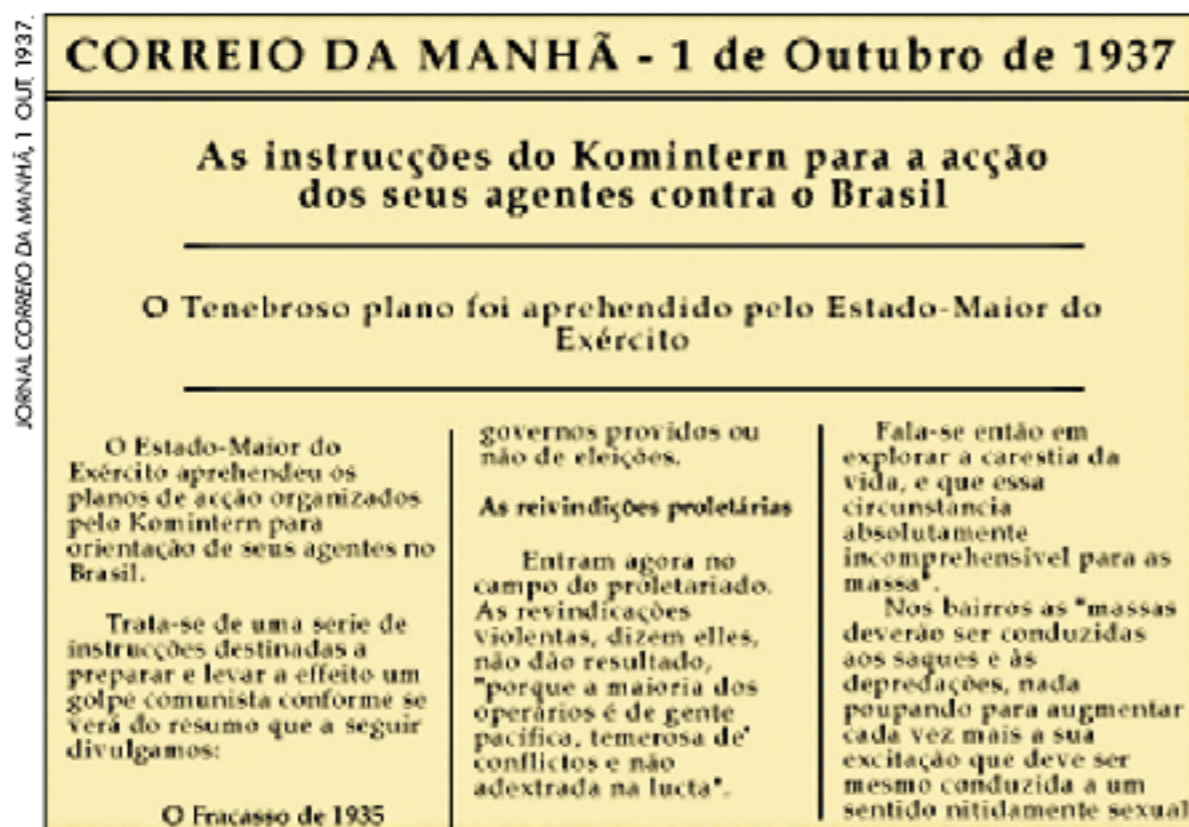 JORNAL CORREIO DA MANHÃ, 1 OUT. 1937.
CORREIO DA MANHÃ - 1 de Outubro de 1937
As instrucções do Komintern para a acção
dos seus agentes contra o Brasil
O Tenebroso plano foi aprehendido pelo Estado-Maior do
Exército
O Estado-Maior do
Exército aprehendeu os
planos de acção organizados
pelo Komintern para
orientação de seus agentes no
Brasil.
Trata-se de uma serie de
instrucções destinadas a
preparar e levar a effeito um
golpe comunista conforme se
verá do resumo que a seguir
divulgamos:
O Fracasso de 1935
governos providos ou
não de eleições.
As reivindições proletárias
Entram agora no
campo do proletariado.
As revindicações
violentas, dizem elles,
não dão resultado,
"porque a maioria dos
operários é de gente
pacífica, temerosa de'
conflictos e não
adextrada na lucta".
Fala-se então em
explorar a carestia da
vida, e que essa
circunstância
absolutamente
incomprehensível para as
massa".
Nos bairros as "massas
deverão ser conduzidas
aos saques e às
depredações, nada
poupando para augmentar
cada vez mais a sua
excitação que deve ser
mesmo conduzida a um
sentido nitidamente sexual